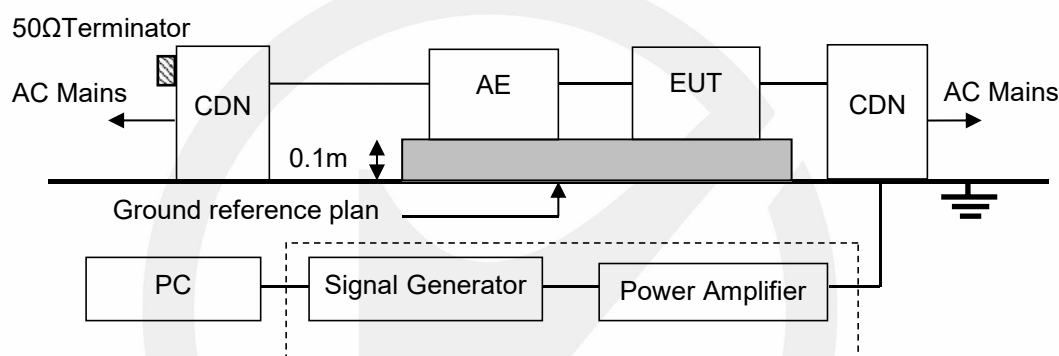 50ΩTerminator
AC Mains
CDN
AE
EUT
CDN
AC Mains
0.1m
Ground reference plan
PC
Signal Generator
Power Amplifier